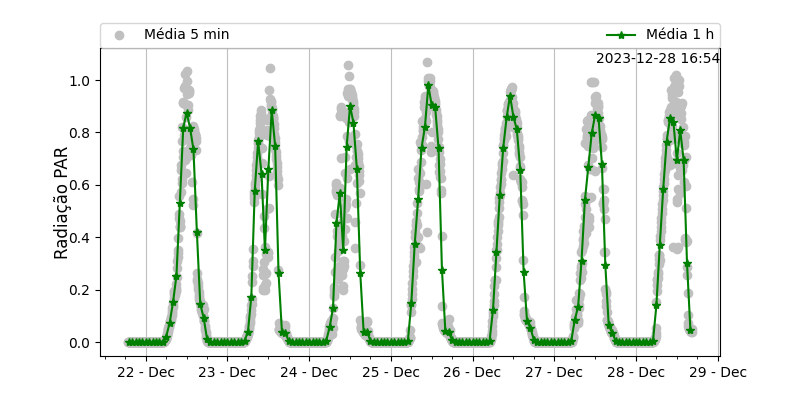 Média 5 min
Média 1 h
2023-12-28 16:54
Radiação PAR
1.0
0.8
0.6
0.4
0.2
0.0
22 - Dec
23 - Dec
24 - Dec
25 - Dec
26 - Dec
27 - Dec
28 - Dec
29 - Dec